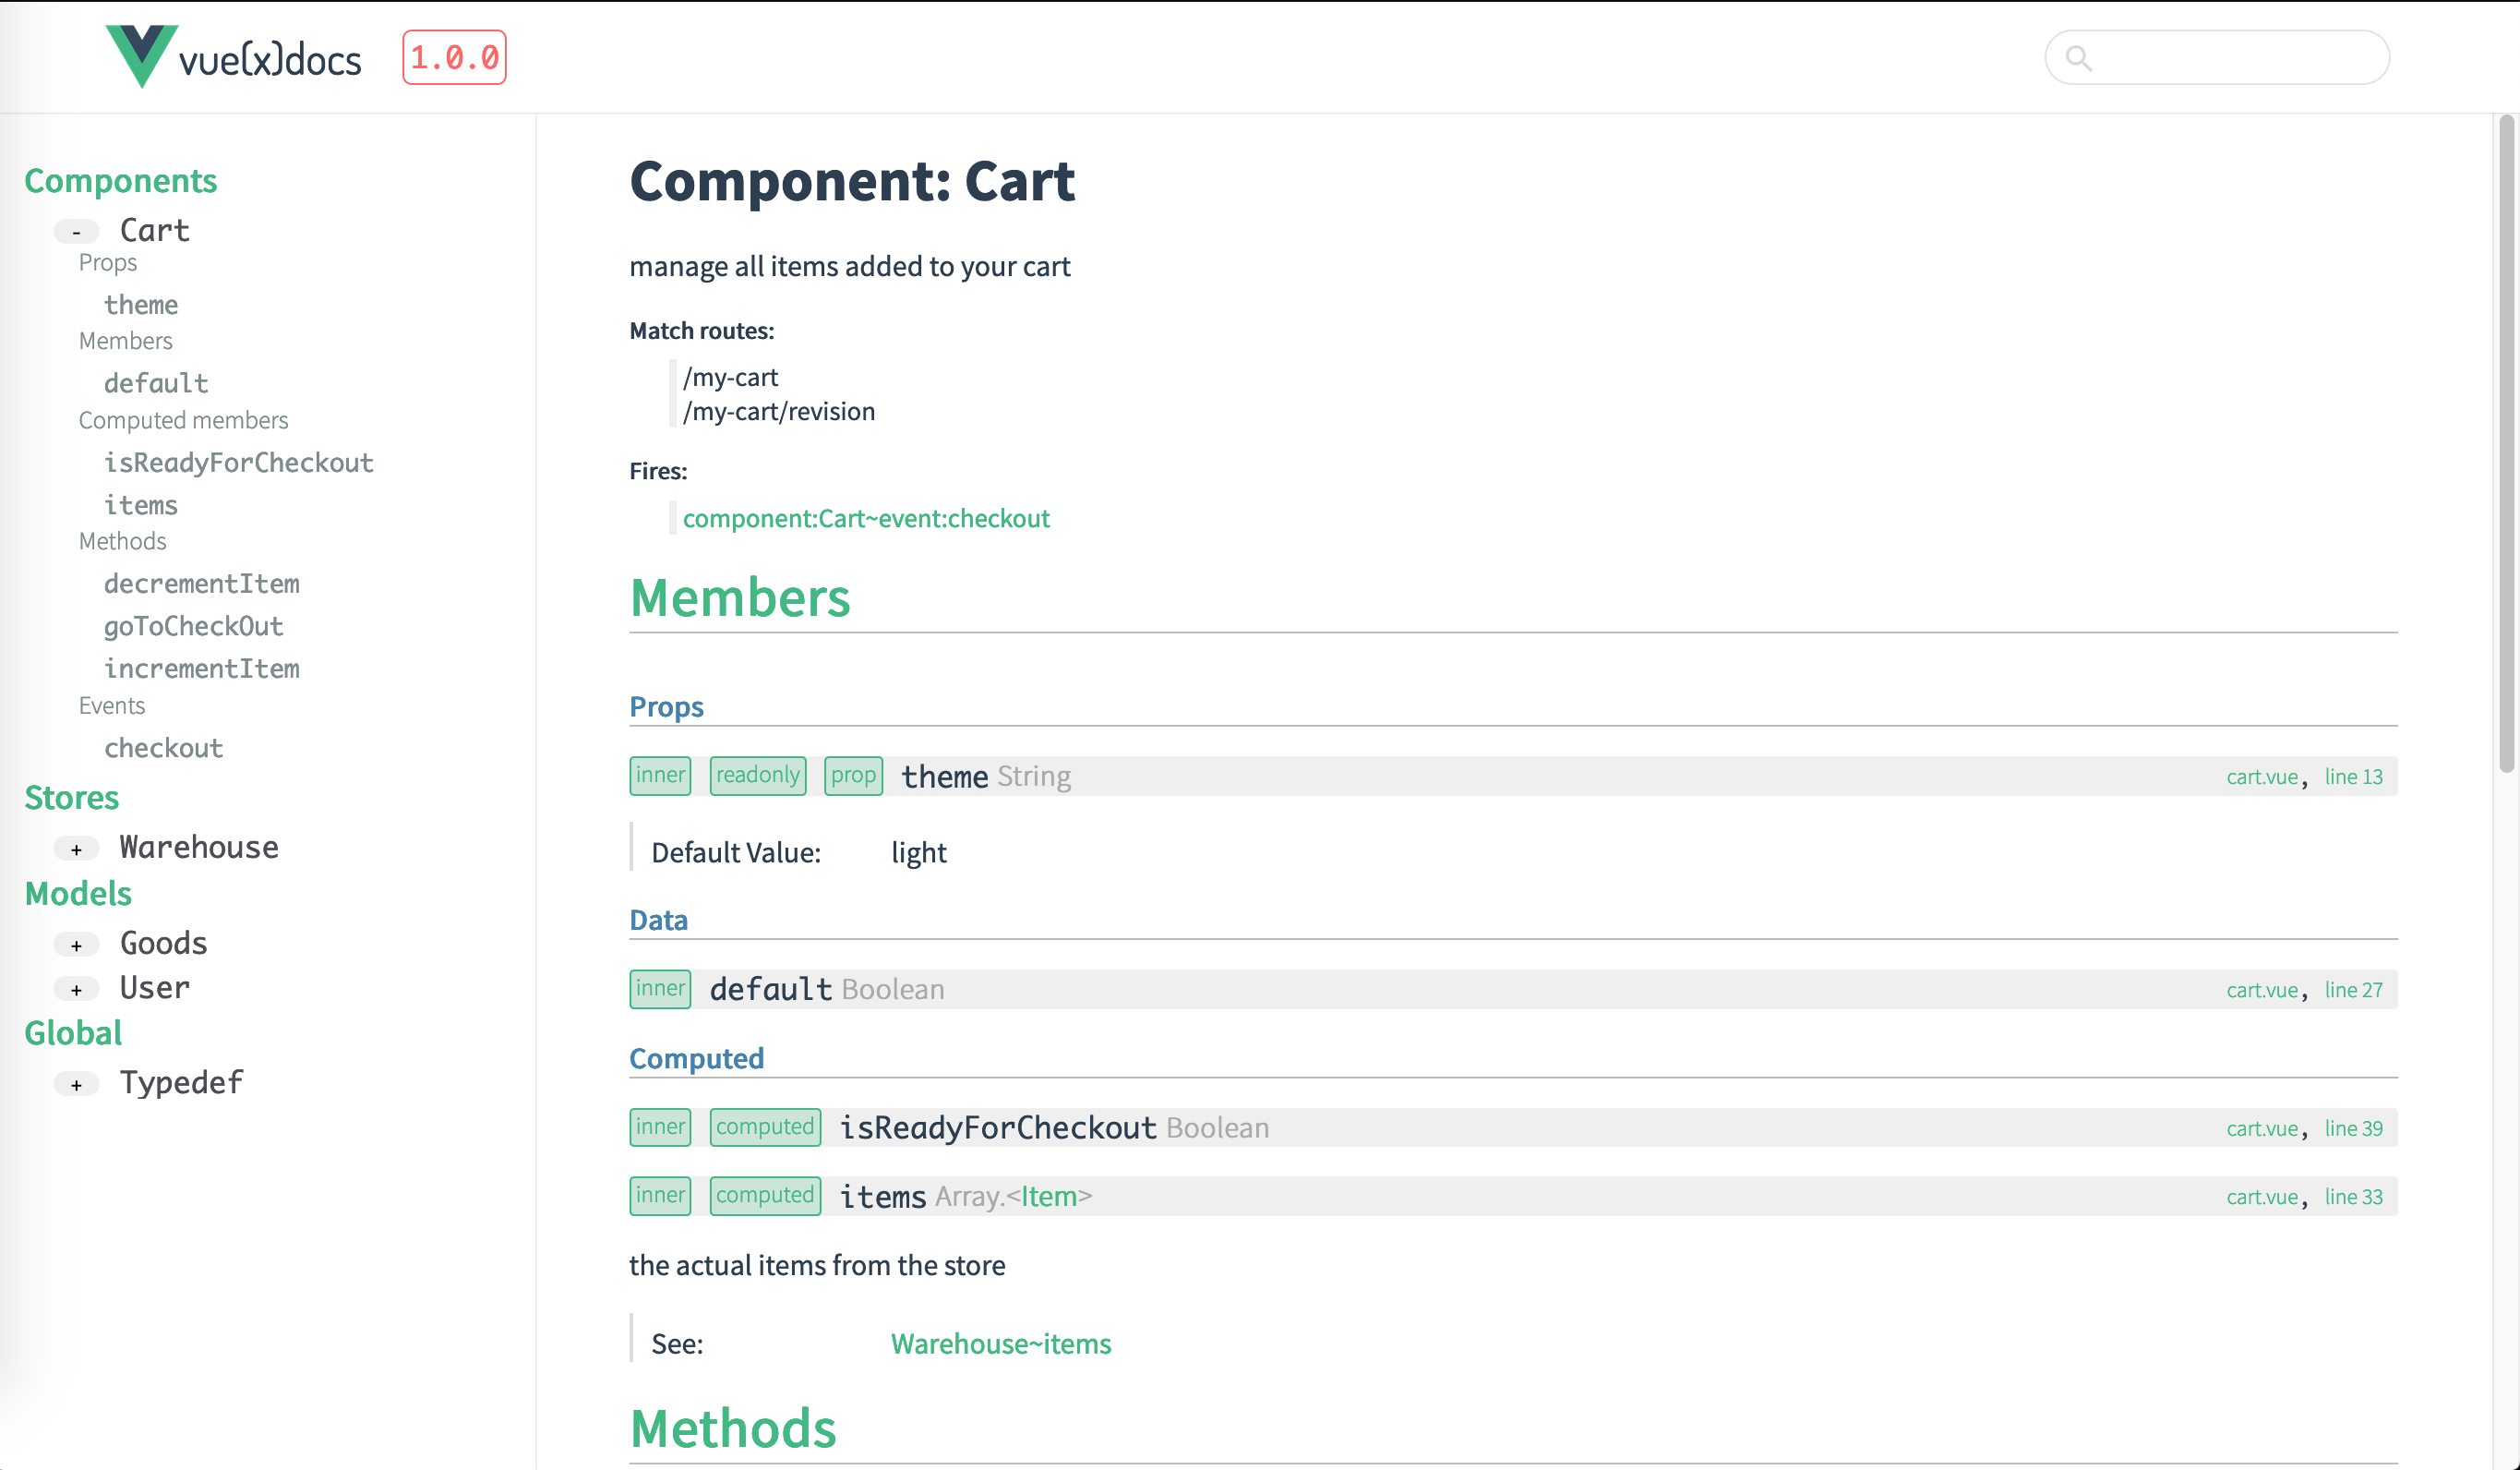 vue(x)docs 1.0.0
Components
- Cart
Props
theme
Members
default
Computed members
isReadyForCheckout
items
Methods
decrementItem
goToCheckOut
incrementItem
Events
checkout
Stores
+ Warehouse
Models
+ Goods
+ User
Global
+ Typedef
Component: Cart
manage all items added to your cart
Match routes:
/my-cart
/my-cart/revision
Fires:
component:Cart~event:checkout
Members
Props
inner readonly prop theme String cart.vue, line 13
Default Value: light
Data
inner default Boolean cart.vue, line 27
Computed
inner computed isReadyForCheckout Boolean cart.vue, line 39
inner computed items Array.<Item> cart.vue, line 33
the actual items from the store
See: Warehouse~items
Methods